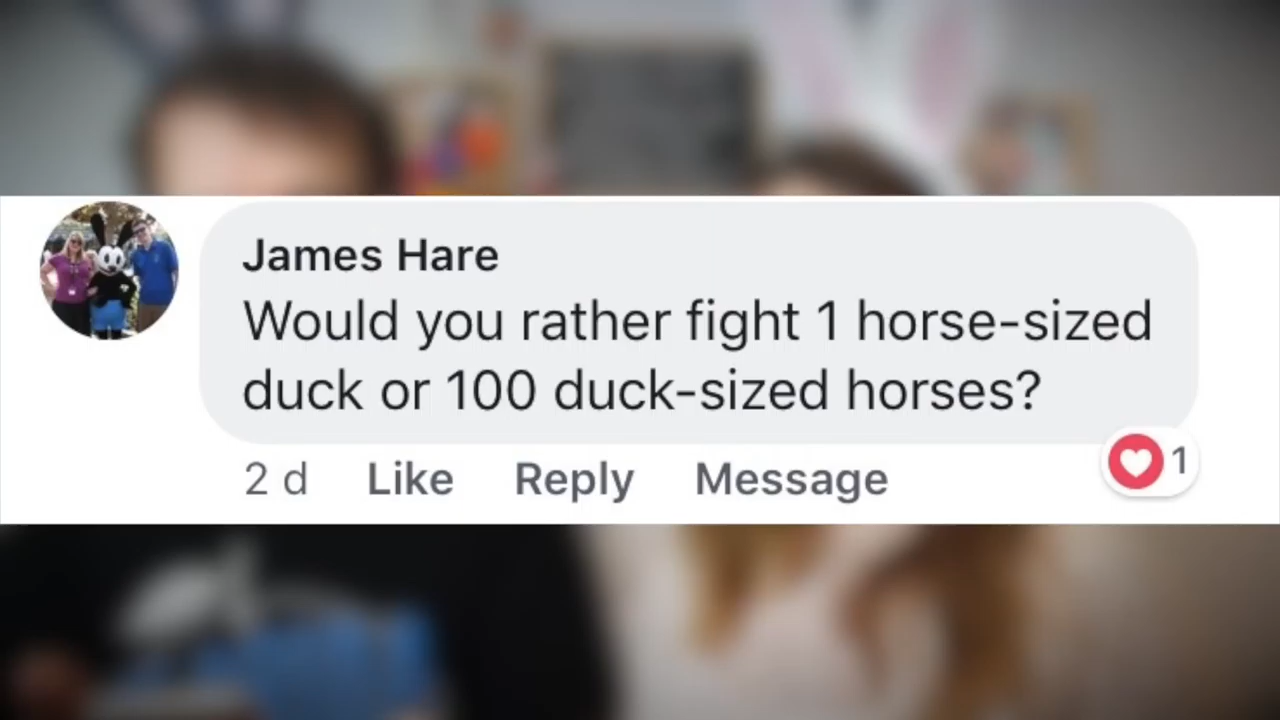 James Hare
Would you rather fight 1 horse-sized
duck or 100 duck-sized horses?
2 d Like Reply Message
1